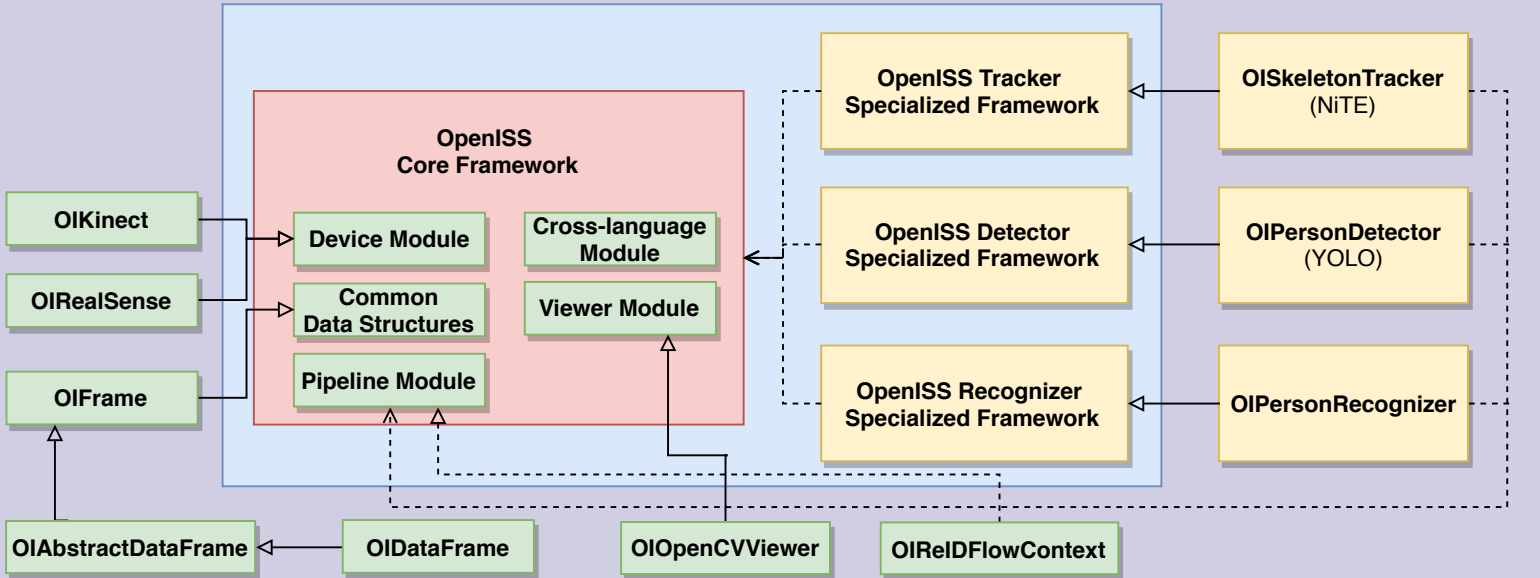 OpenISS
Core Framework
Device Module
Common
Data Structures
Pipeline Module
Cross-language
Module
Viewer Module
OpenISS Tracker
Specialized Framework
OpenISS Detector
Specialized Framework
OpenISS Recognizer
Specialized Framework
OISkeletonTracker
(NiTE)
OIPersonDetector
(YOLO)
OIPersonRecognizer
OIKinect
OIRealSense
OIFrame
OIAbstractDataFrame
OIDataFrame
OIOpenCVViewer
OIReIDFlowContext